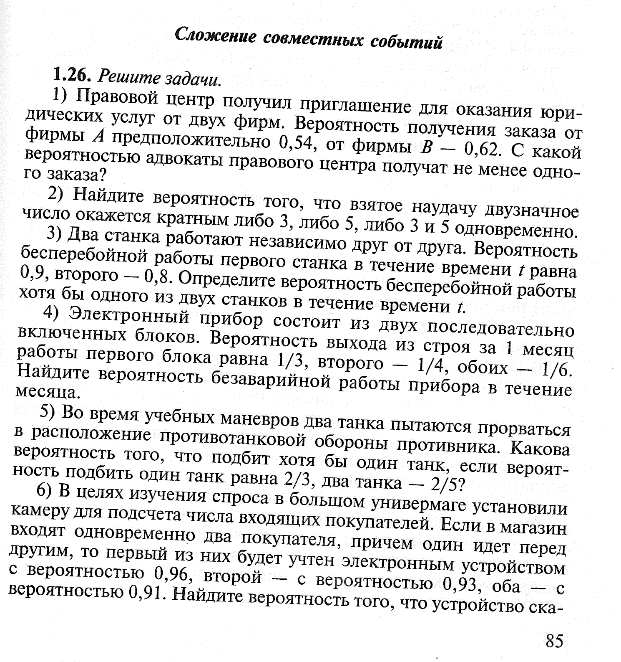 Сложение совместных событий
1.26. Решите задачи.
1) Правовой центр получил приглашение для оказания юри-
дических услуг от двух фирм. Вероятность получения заказа от
фирмы А предположительно 0,54, от фирмы В — 0,62. С какой
вероятностью адвокаты правового центра получат не менее одно-
го заказа?
2) Найдите вероятность того, что взятое наудачу двузначное
число окажется кратным либо 3, либо 5, либо 3 и 5 одновременно.
3) Два станка работают независимо друг от друга. Вероятность
бесперебойной работы первого станка в течение времени t равна
0,9, второго — 0,8. Определите вероятность бесперебойной работы
хотя бы одного из двух станков в течение времени t.
4) Электронный прибор состоит из двух последовательно
включенных блоков. Вероятность выхода из строя за 1 месяц
работы первого блока равна 1/3, второго — 1/4, обоих — 1/6.
Найдите вероятность безаварийной работы прибора в течение
месяца.
5) Во время учебных маневров два танка пытаются прорваться
в расположение противотанковой обороны противника. Какова
вероятность того, что подбит хотя бы один танк, если вероят-
ность подбить один танк равна 2/3, два танка — 2/5?
6) В целях изучения спроса в большом универмаге установили
камеру для подсчета числа входящих покупателей. Если в магазин
входят одновременно два покупателя, причем один идет перед
другим, то первый из них будет учтен электронным устройством
с вероятностью 0,96, второй — с вероятностью 0,93, оба — с
вероятностью 0,91. Найдите вероятность того, что устройство ска-
85